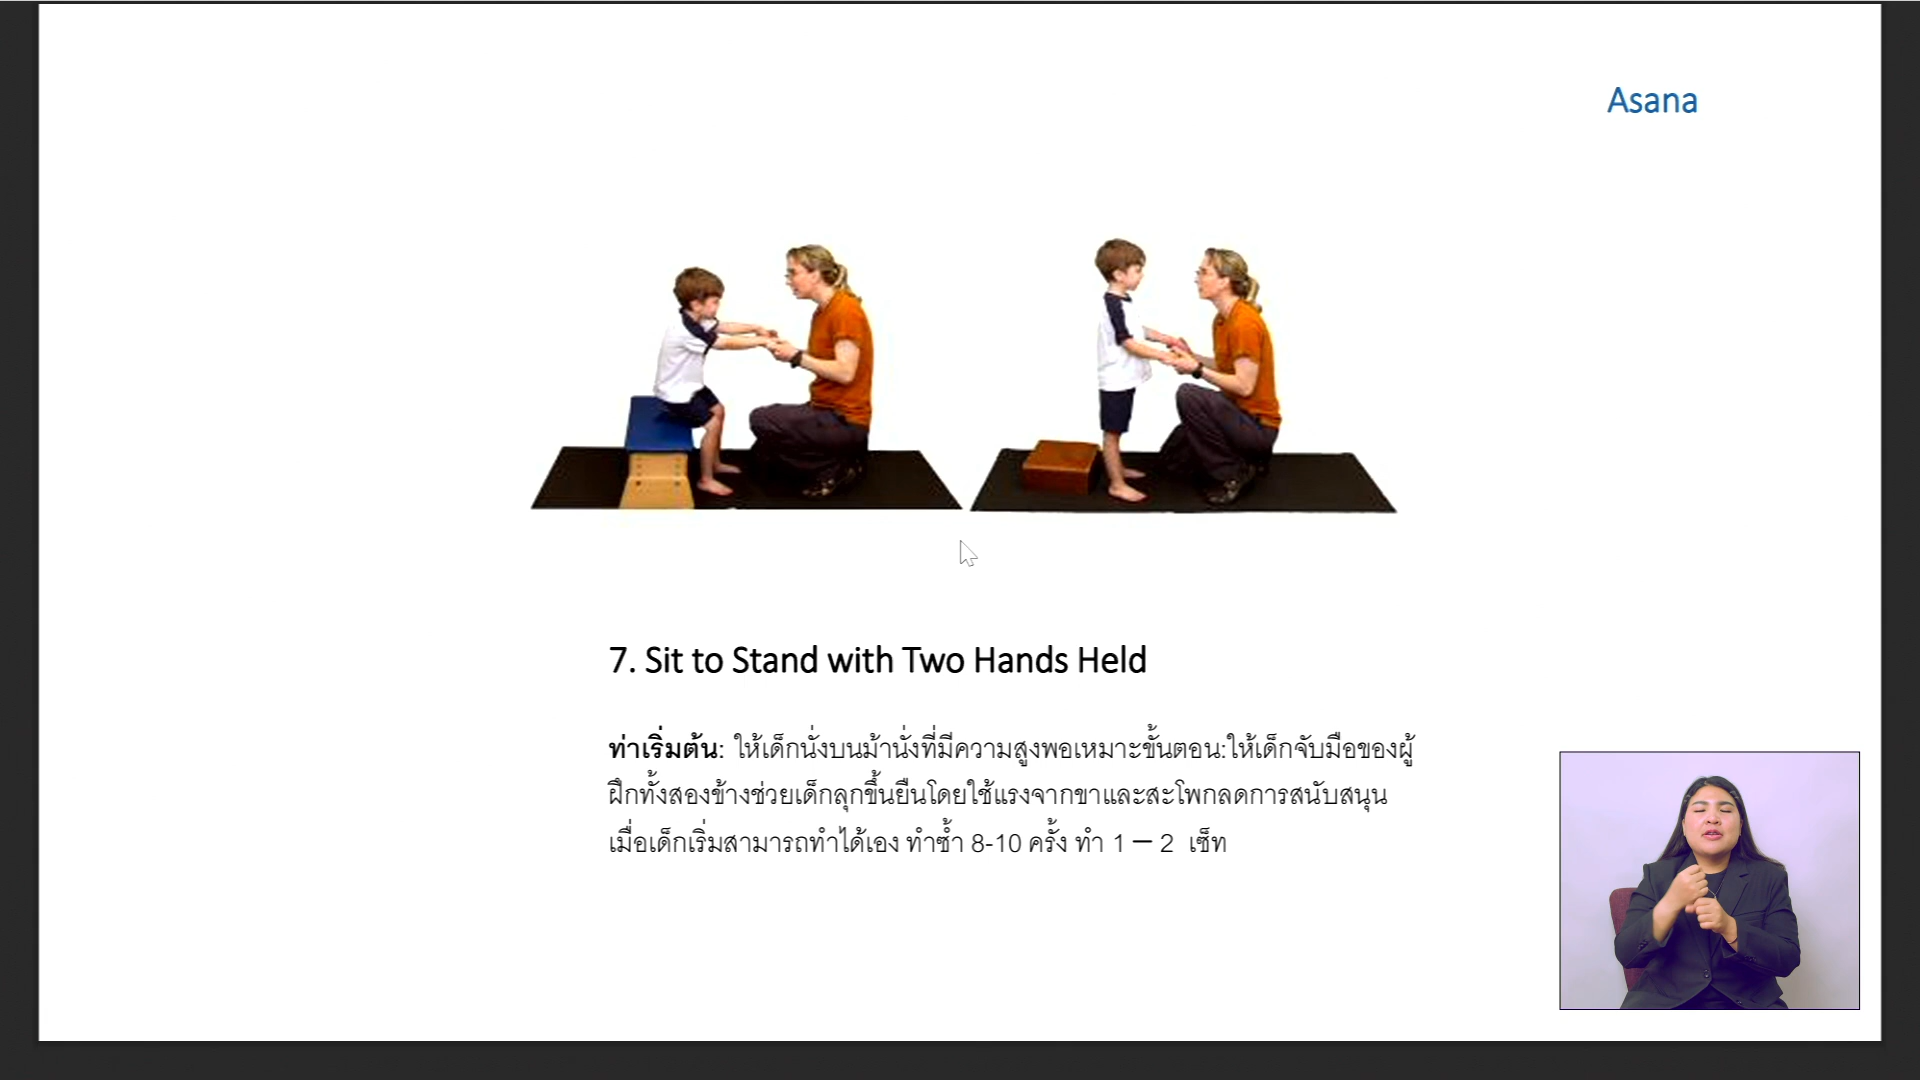 Asana
7. Sit to Stand with Two Hands Held
ท่าเริ่มต้น: ให้เด็กนั่งบนม้านั่งที่มีความสูงพอเหมาะขั้นตอน:ให้เด็กจับมือของผู้
ฝึกทั้งสองข้างช่วยเด็กลุกขึ้นยืนโดยใช้แรงจากขาและสะโพกลดการสนับสนุน
เมื่อเด็กเริ่มสามารถทำได้เอง ทำซ้ำ 8-10 ครั้ง ทำ 1 – 2 เซ็ท